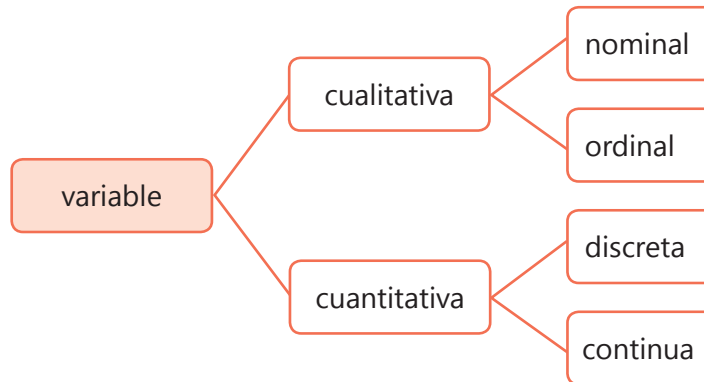 variable
cualitativa
nominal
ordinal
cuantitativa
discreta
continua